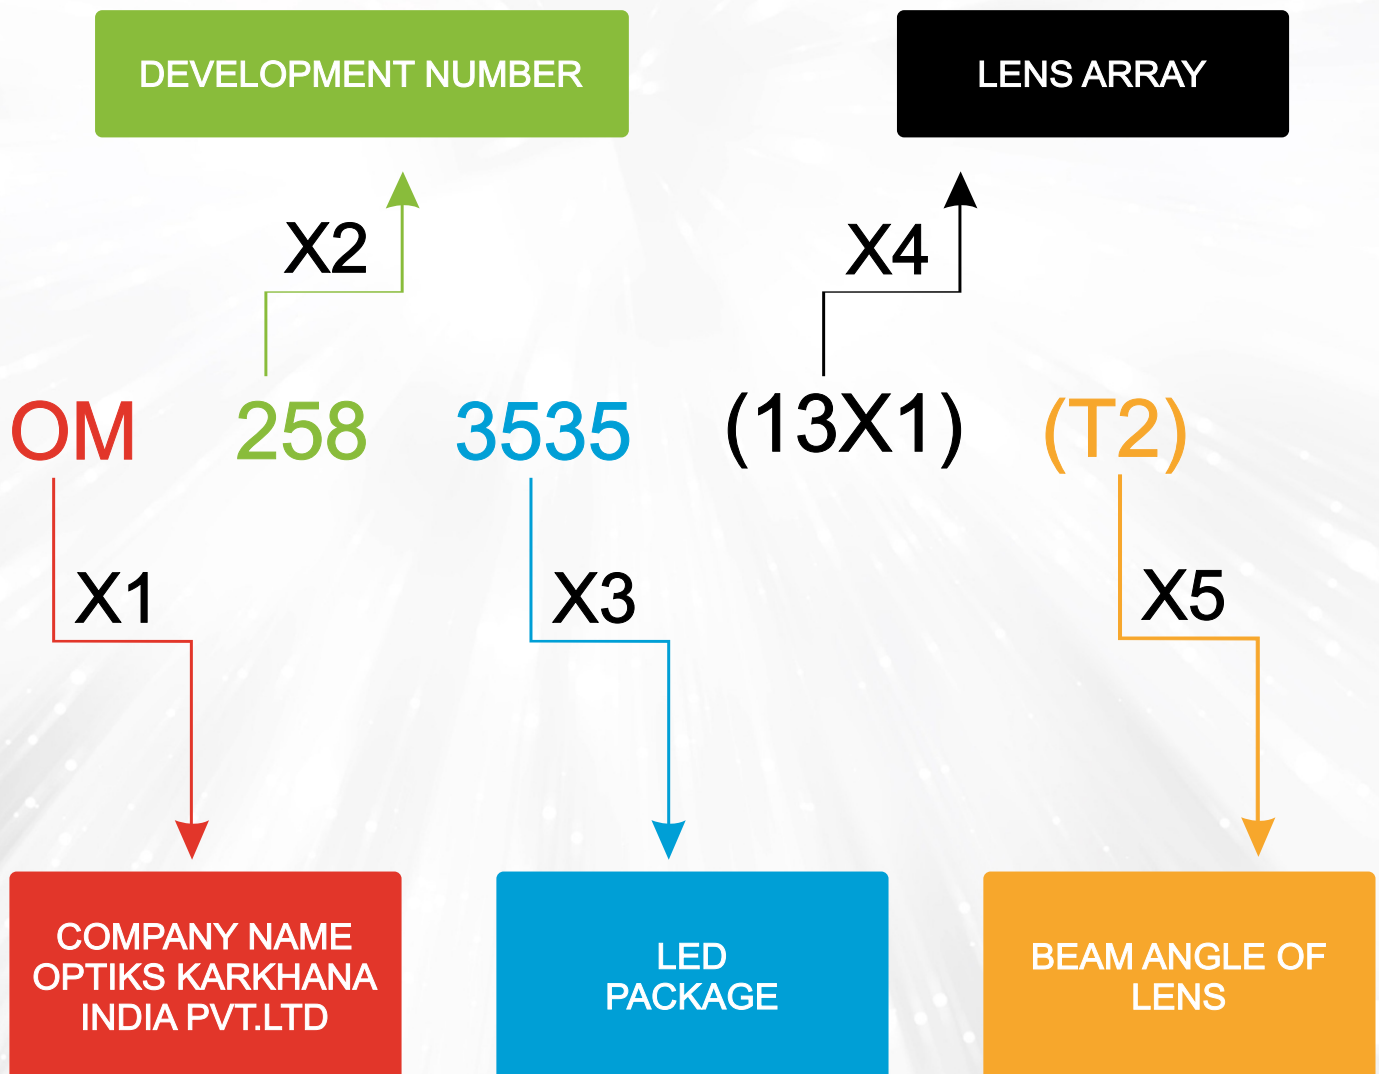 DEVELOPMENT NUMBER
LENS ARRAY
X2
X4
OM 258 3535 (13X1) (T2)
X1
X3
X5
COMPANY NAME
OPTIKS KARKHANA
INDIA PVT.LTD
LED
PACKAGE
BEAM ANGLE OF
LENS